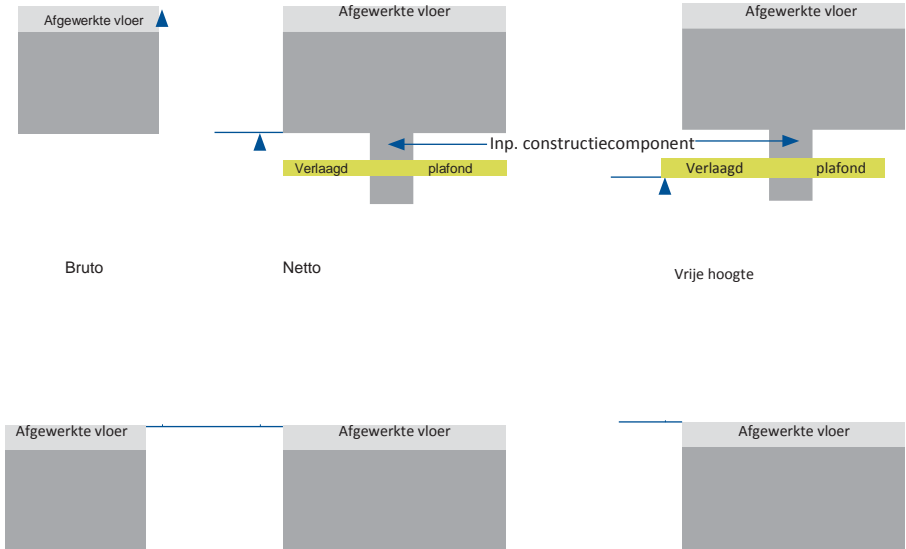 Afgewerkte vloer
Afgewerkte vloer
Afgewerkte vloer
Inp. constructiecomponent
Verlaagd plafond
Verlaagd plafond
Bruto
Netto
Vrije hoogte
Afgewerkte vloer
Afgewerkte vloer
Afgewerkte vloer